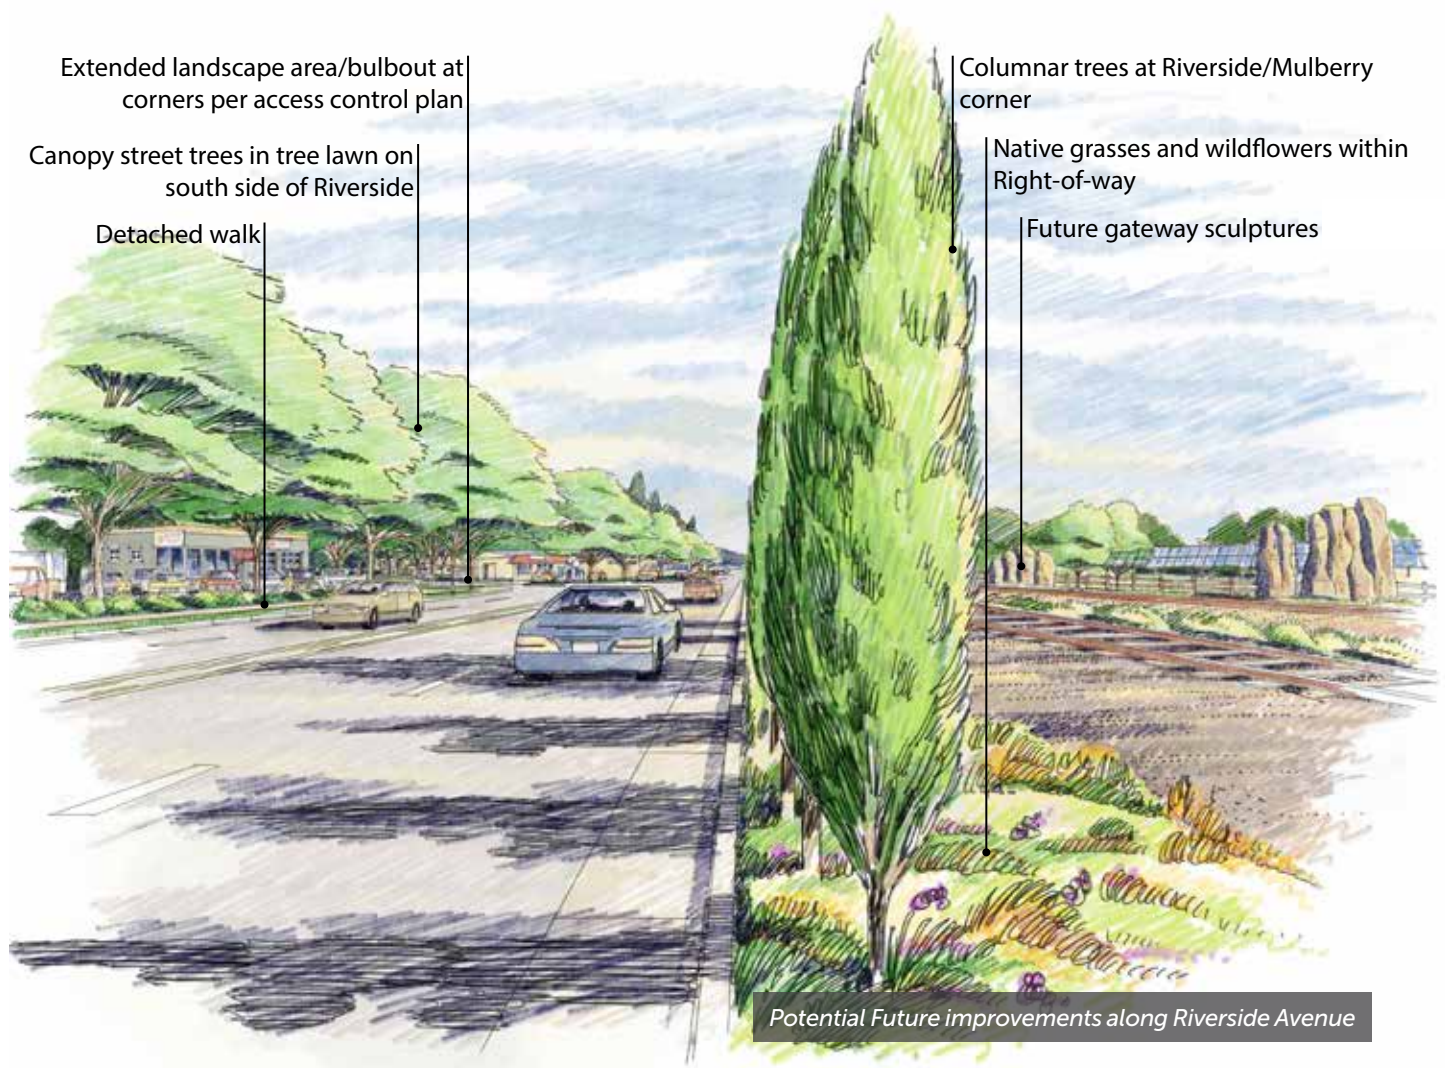 Extended landscape area/bulbout at
corners per access control plan
Canopy street trees in tree lawn on
south side of Riverside
Detached walk
Columnar trees at Riverside/Mulberry
corner
Native grasses and wildflowers within
Right-of-way
Future gateway sculptures
Potential Future improvements along Riverside Avenue